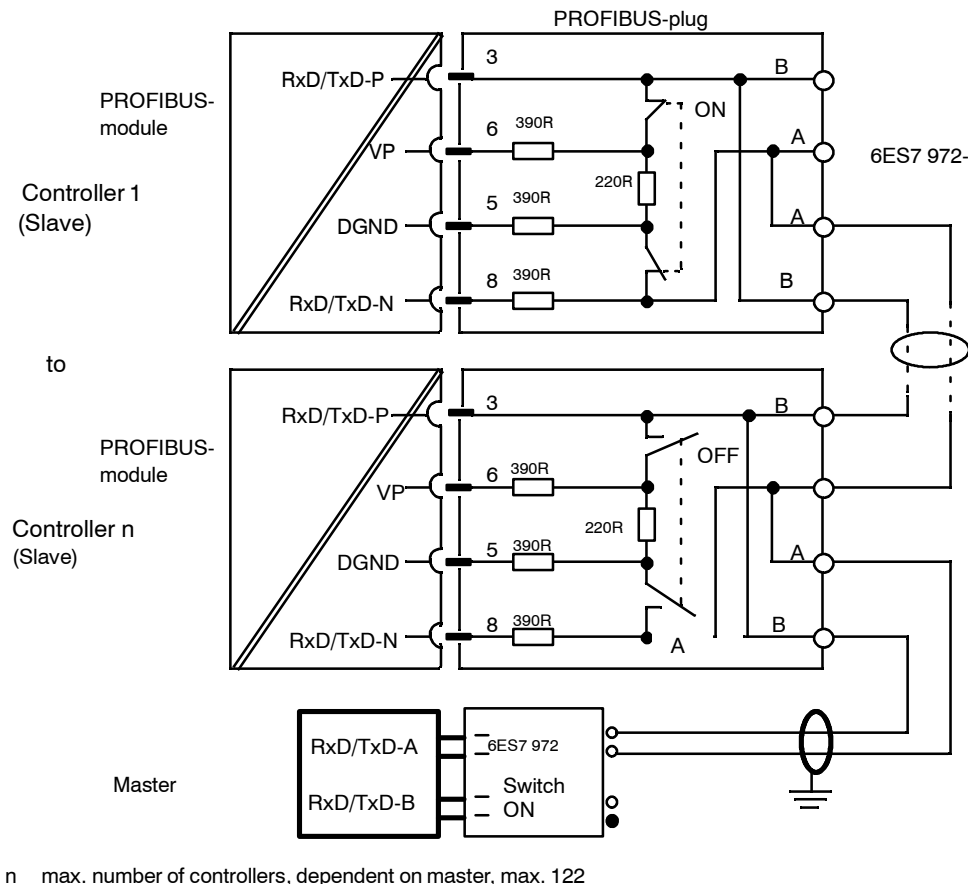 PROFIBUS-plug
3
RxD/TxD-P
B
PROFIBUS-
module
ON
6
390R
VP
A
6ES7 972-
Controller 1
(Slave)
220R
5
390R
DGND
A
8
390R
RxD/TxD-N
B
to
3
RxD/TxD-P
B
PROFIBUS-
module
OFF
6
390R
VP
Controller n
(Slave)
220R
5
390R
DGND
A
8
390R
RxD/TxD-N
A
B
RxD/TxD-A
6ES7 972
Master
Switch
ON
RxD/TxD-B
n max. number of controllers, dependent on master, max. 122